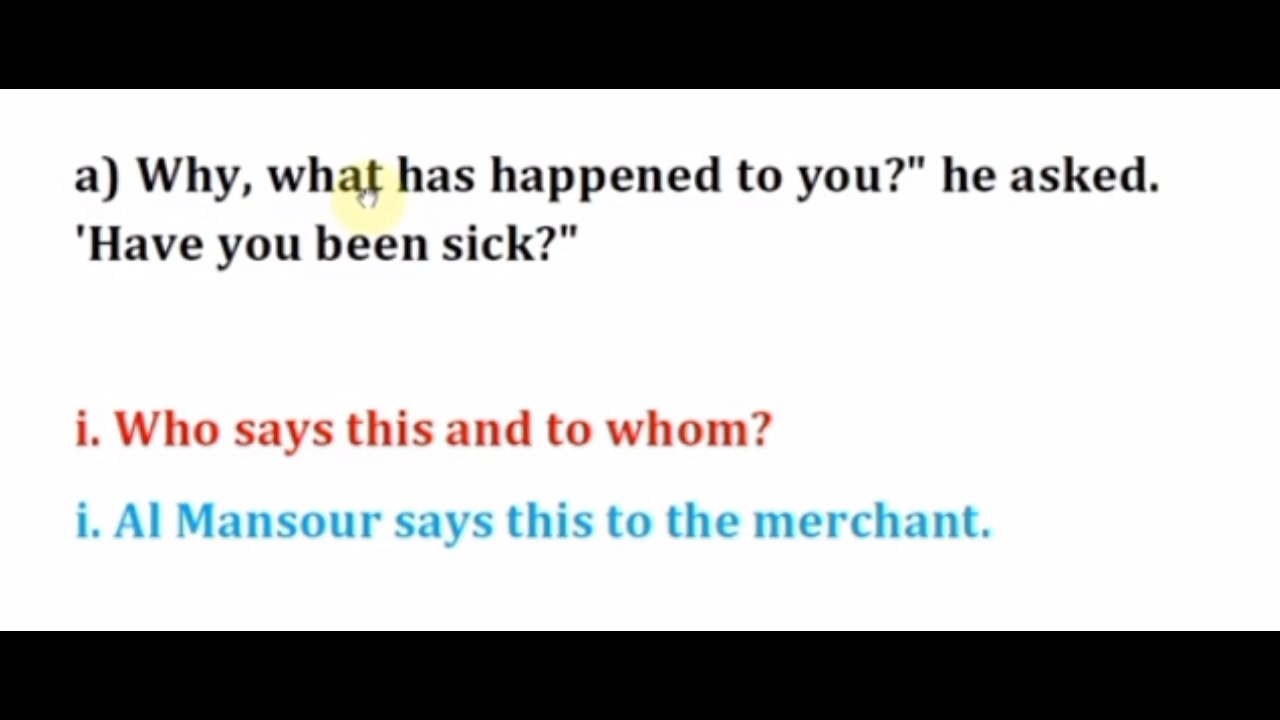 a) Why, what has happened to you?" he asked.
'Have you been sick?"
i. Who says this and to whom?
i. Al Mansour says this to the merchant.